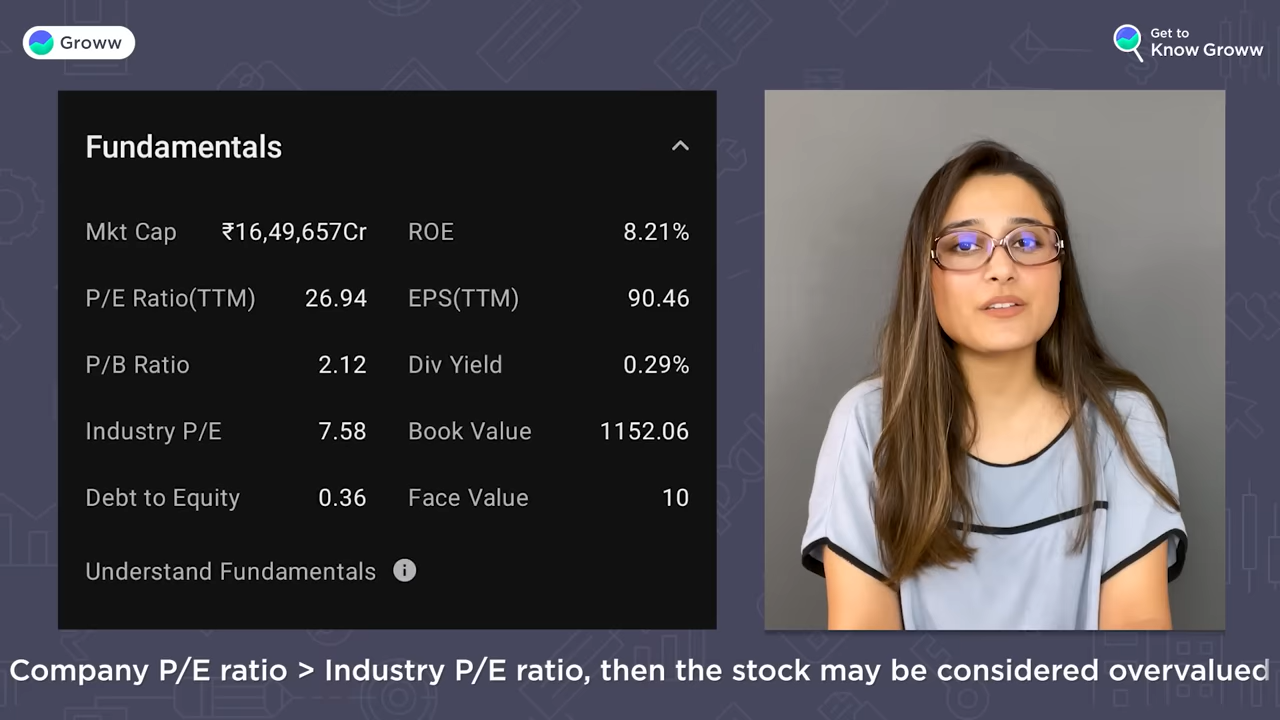 Groww
Get to
Know Groww
Fundamentals
Mkt Cap ₹16,49,657Cr ROE 8.21%
P/E Ratio(TTM) 26.94 EPS(TTM) 90.46
P/B Ratio 2.12 Div Yield 0.29%
Industry P/E 7.58 Book Value 1152.06
Debt to Equity 0.36 Face Value 10
Understand Fundamentals i
Company P/E ratio > Industry P/E ratio, then the stock may be considered overvalued